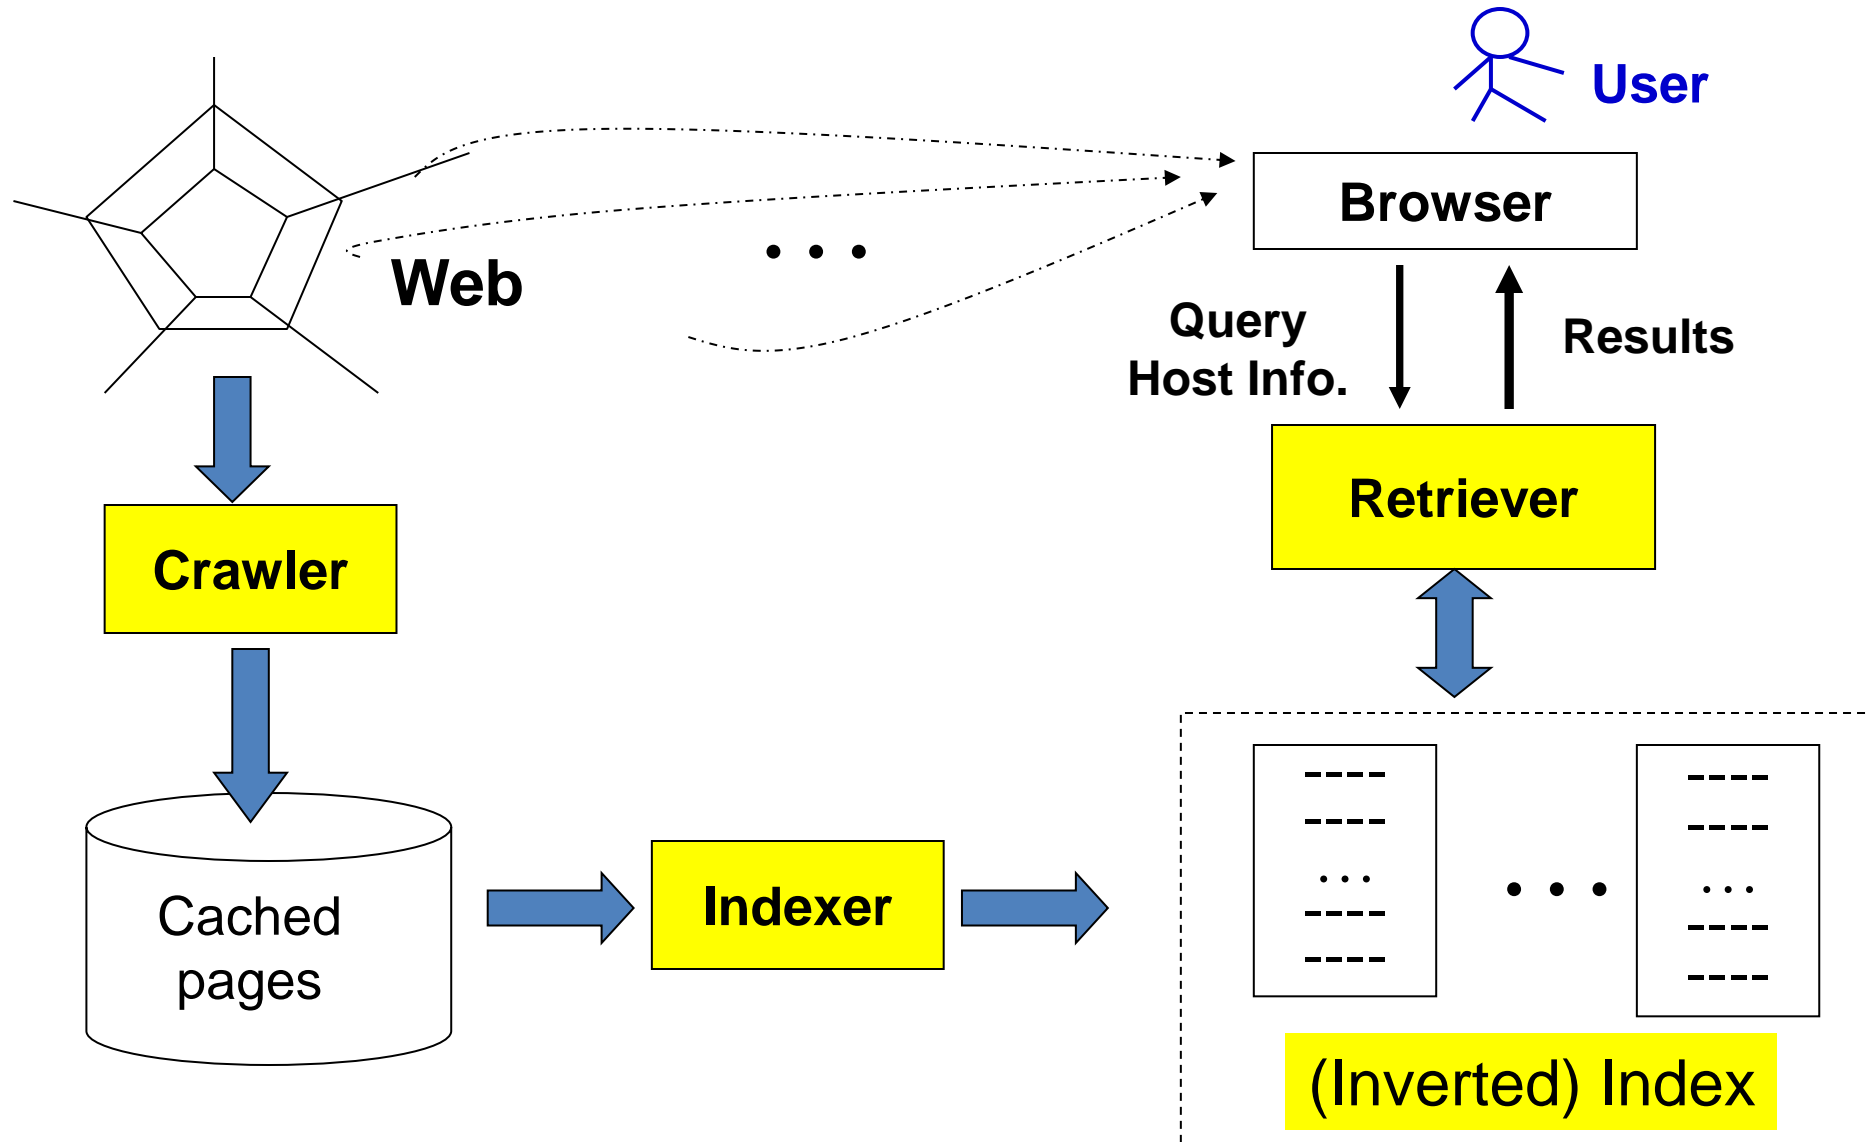 User
Browser
Web
. . .
Query
Host Info.
Results
Retriever
Crawler
Cached
pages
Indexer
----
----
. . .
----
----
. . .
----
----
. . .
----
----
(Inverted) Index